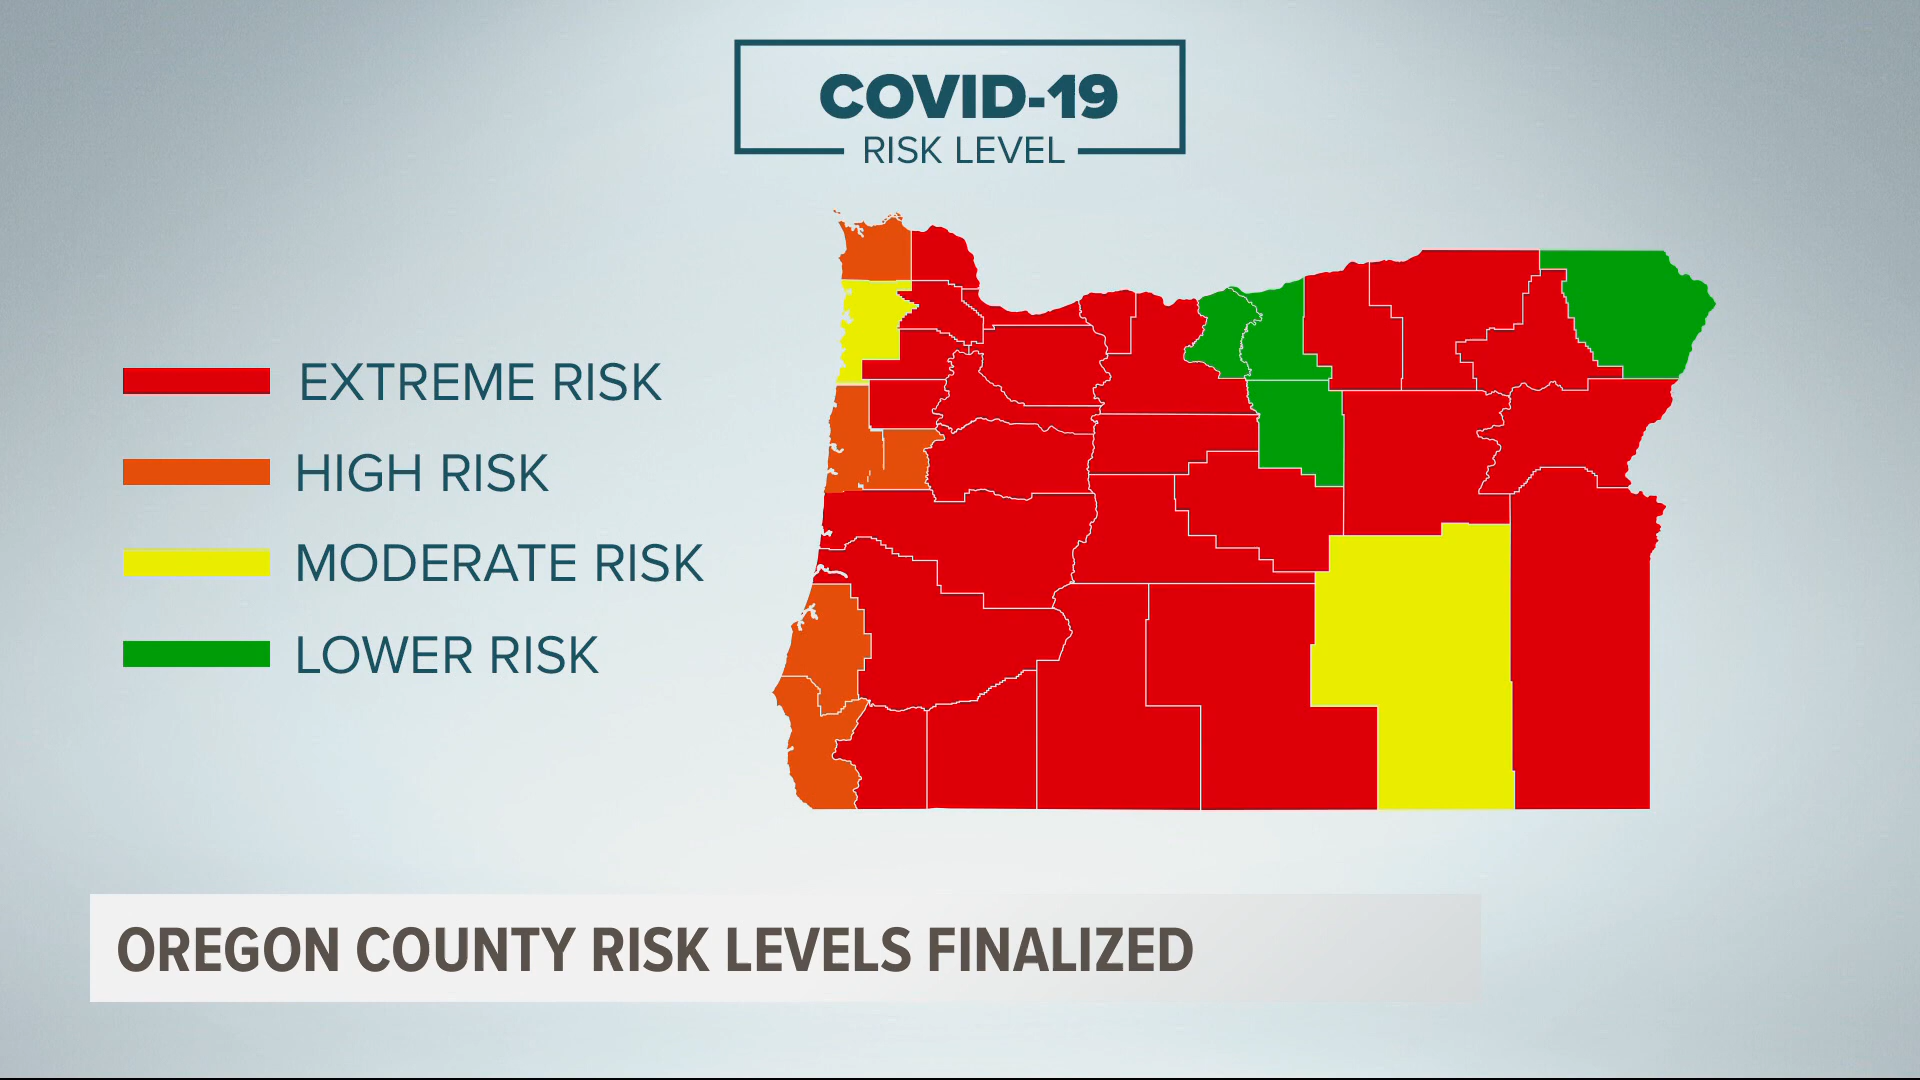 COVID-19
RISK LEVEL
EXTREME RISK
HIGH RISK
MODERATE RISK
LOWER RISK
OREGON COUNTY RISK LEVELS FINALIZED